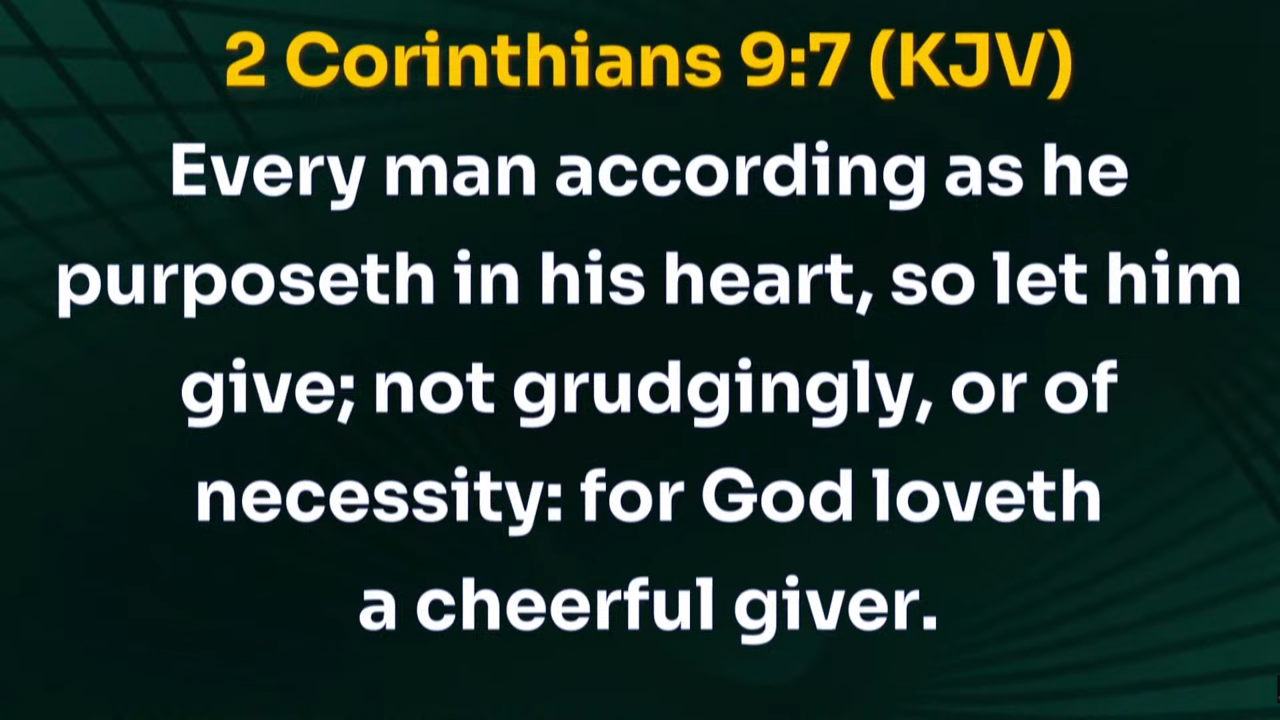 2 Corinthians 9:7 (KJV)
Every man according as he
purposeth in his heart, so let him
give; not grudgingly, or of
necessity: for God loveth
a cheerful giver.